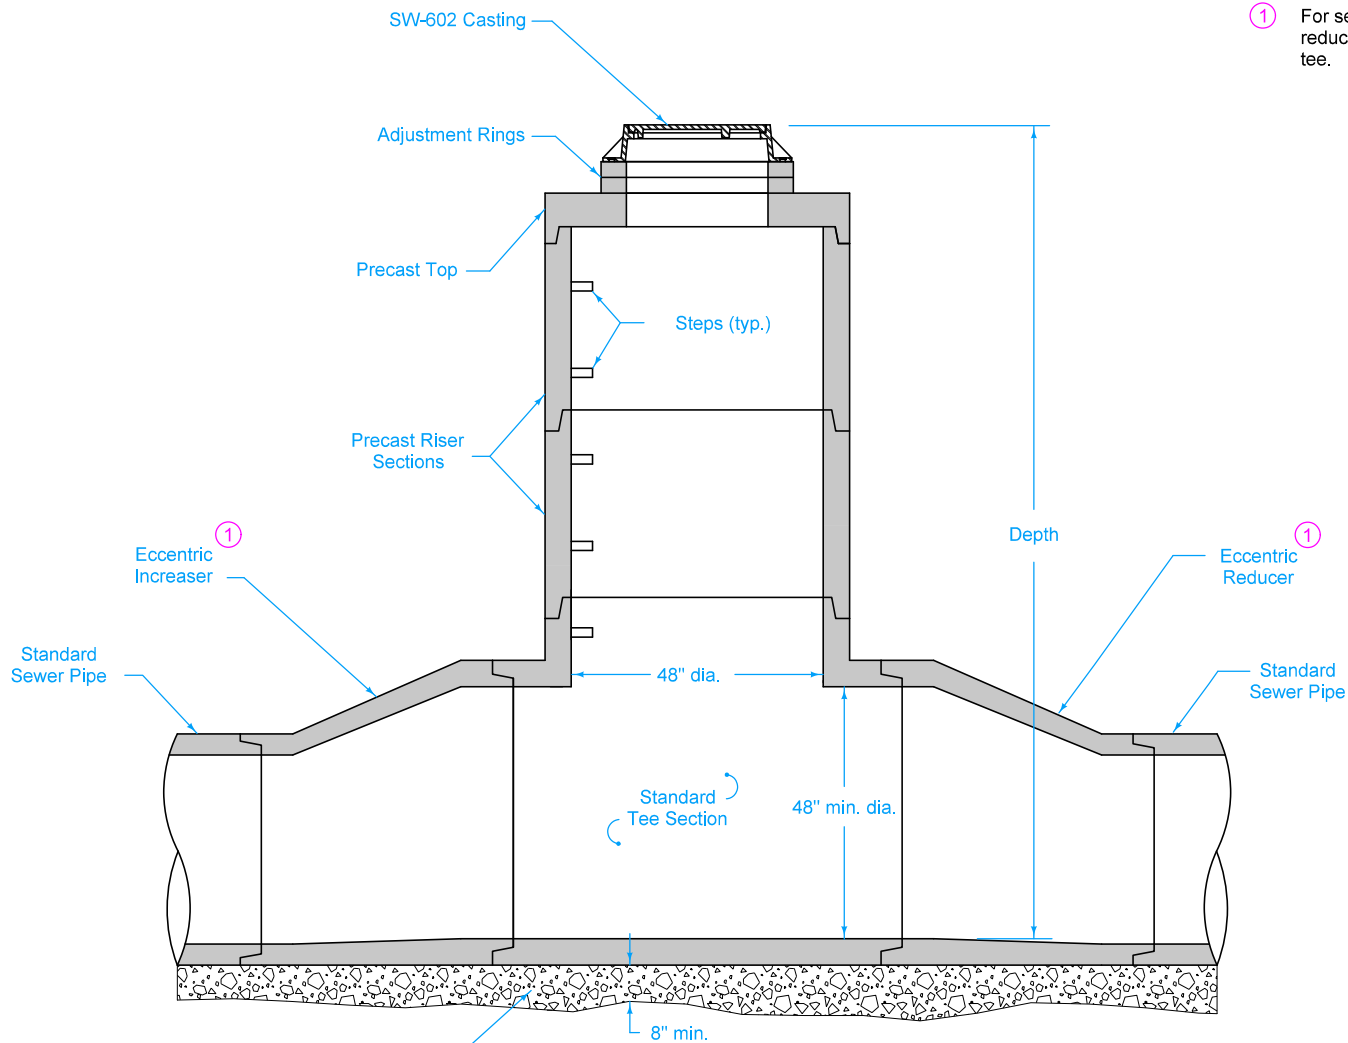 SW-602 Casting
1 For
reduc
tee.
Adjustment Rings
Precast Top
Steps (typ.)
Precast Riser
Sections
1
Eccentric
Increaser
Depth
1
Eccentric
Reducer
Standard
Sewer Pipe
48" dia.
Standard
Sewer Pipe
Standard
Tee Section
48" min. dia.
8" min.